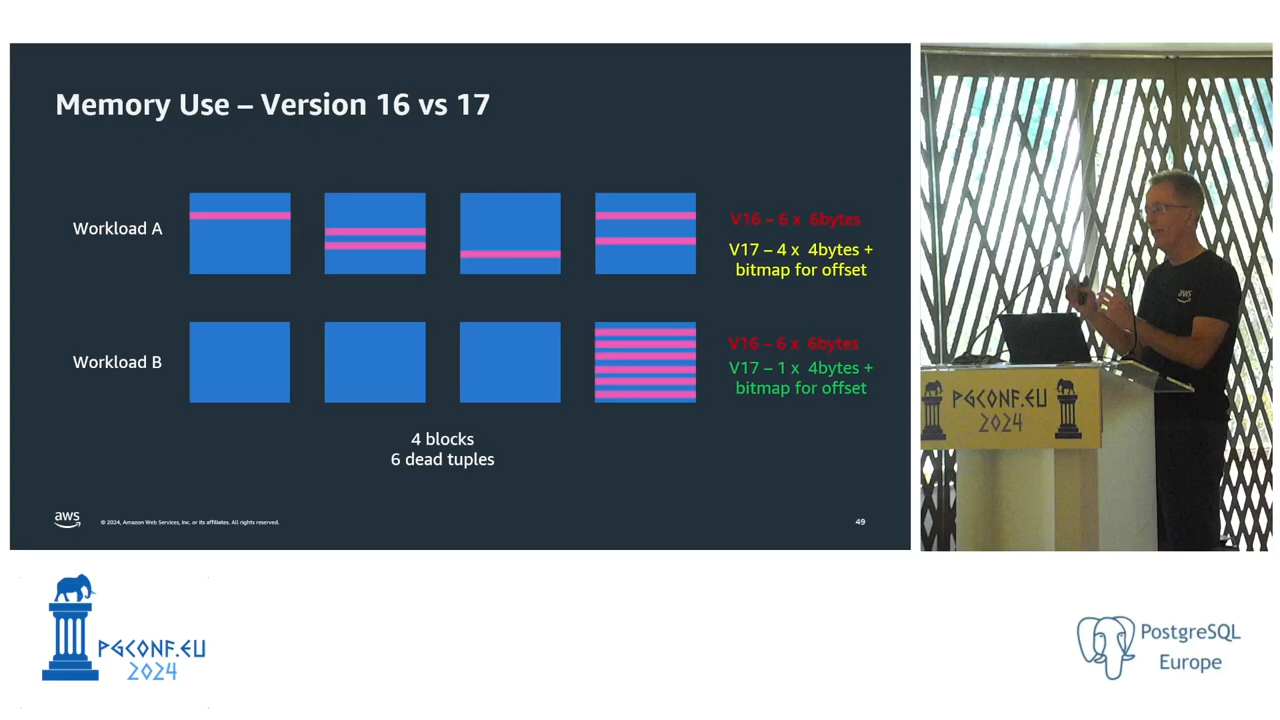 Memory Use – Version 16 vs 17
Workload A
V16 – 6 x 6bytes
V17 – 4 x 4bytes +
bitmap for offset
Workload B
V16 – 6 x 6bytes
V17 – 1 x 4bytes +
bitmap for offset
4 blocks
6 dead tuples
aws
© 2024, Amazon Web Services, Inc. or its affiliates. All rights reserved.
49
aws
PGCONF.EU
2024
PGCONF.EU
2024
PostgreSQL
Europe